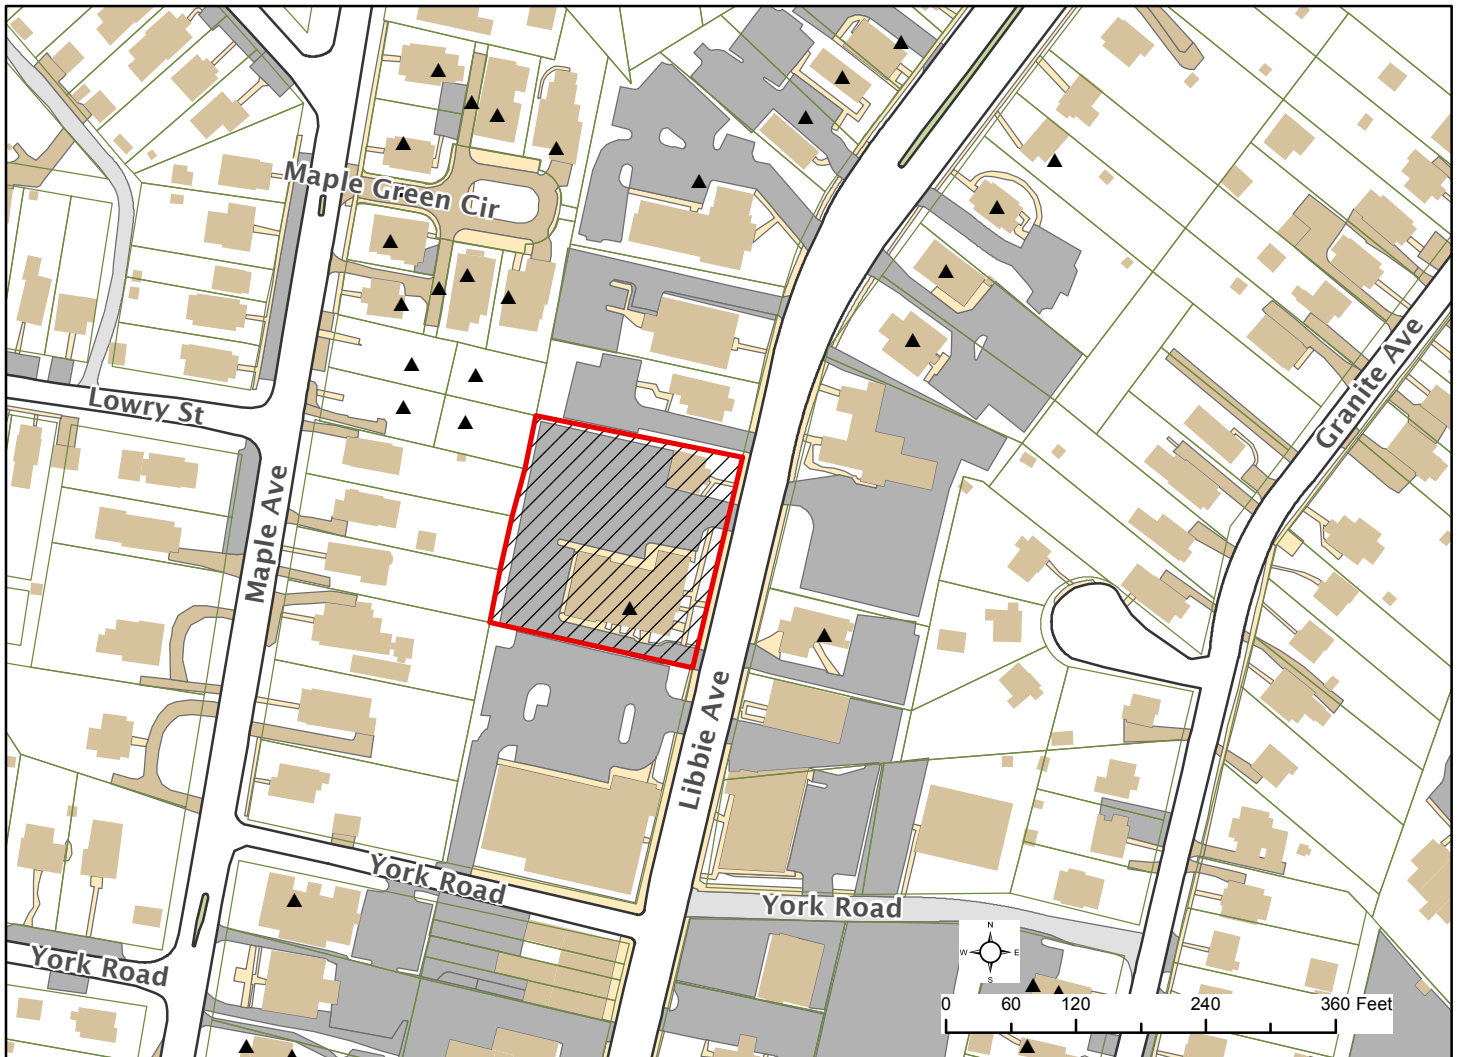 Maple Green Cir
Lowry St
Maple Ave
Granite Ave
Libbie Ave
York Road
York Road
York Road
N
W E
S
0 60 120 240 360 Feet